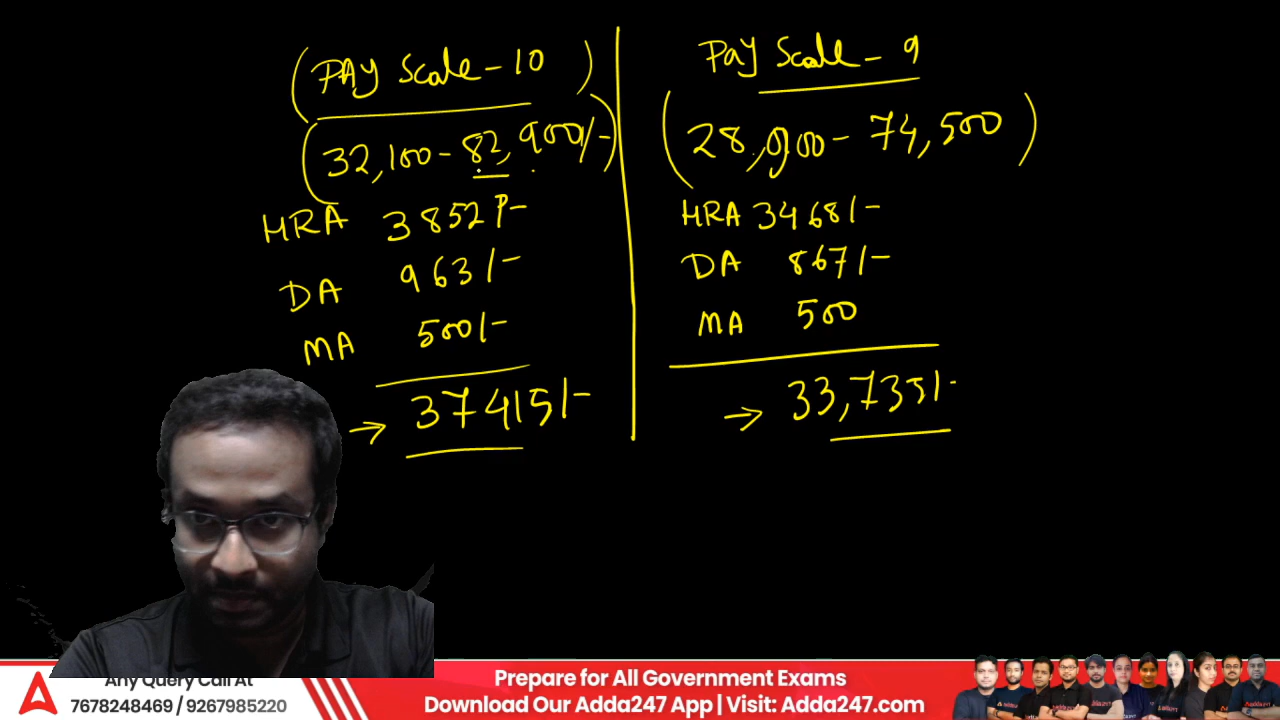 (PAY Scale - 10)
(32,100 - 82,900/-)
HRA 3852/-
DA 963/-
MA 500/-
→ 37415/-
Pay Scale - 9
(28,900 - 74,500)
HRA 3468/-
DA 867/-
MA 500
→ 33,735/-
Any Query Call At
7678248469 / 9267985220
Prepare for All Government Exams
Download Our Adda247 App | Visit: Adda247.com